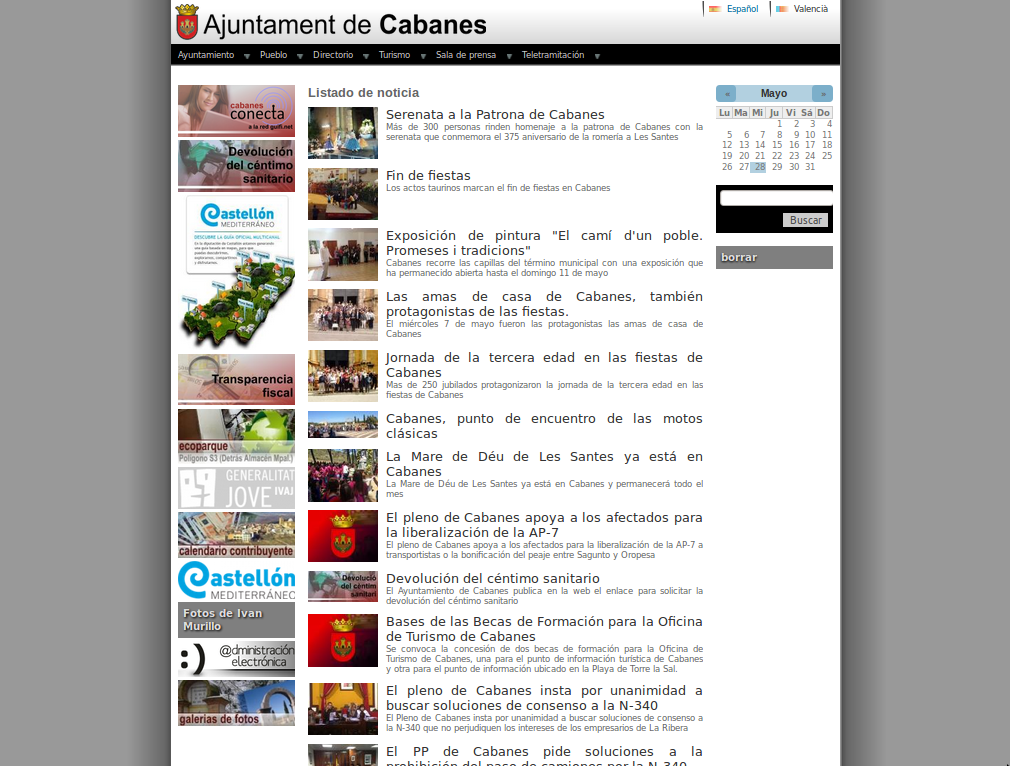 Ajuntament de Cabanes
Español
Valencià
Ayuntamiento
Pueblo
Directorio
Turismo
Sala de prensa
Teletramitación
cabanes
conecta
a la red guifi.net
Devolución
del céntimo
sanitario
Castellón
MEDITERRÁNEO
DESCUBRE LA GUÍA OFICIAL MULTICANAL
Transparencia
fiscal
ecoparque
Polígono S3 (Detrás Almacén Mpal.)
GENERALITAT
JOVE IVAJ
calendario contribuyente
Castellón
MEDITERRÁNEO
Fotos de Ivan
Murillo
:) @dministración
electrónica
galerías de fotos
Listado de noticia
Serenata a la Patrona de Cabanes
Más de 300 personas rinden homenaje a la patrona de Cabanes con la
serenata que conmemora el 375 aniversario de la romería a Les Santes
Fin de fiestas
Los actos taurinos marcan el fin de fiestas en Cabanes
Exposición de pintura "El camí d'un poble.
Promeses i tradicions"
Cabanes recorre las capillas del término municipal con una exposición que
ha permanecido abierta hasta el domingo 11 de mayo
Las amas de casa de Cabanes, también
protagonistas de las fiestas.
El miércoles 7 de mayo fueron las protagonistas las amas de casa de
Cabanes
Jornada de la tercera edad en las fiestas de
Cabanes
Mas de 250 jubilados protagonizaron la jornada de la tercera edad en las
fiestas de Cabanes
Cabanes, punto de encuentro de las motos
clásicas
La Mare de Déu de Les Santes ya está en
Cabanes
La Mare de Déu de Les Santes ya está en Cabanes y permanecerá todo el
mes
El pleno de Cabanes apoya a los afectados para
la liberalización de la AP-7
El pleno de Cabanes apoya a los afectados para la liberalización de la AP-7 a
transportistas o la bonificación del peaje entre Sagunto y Oropesa
Devolución
del céntim
sanitari
Devolución del céntimo sanitario
El Ayuntamiento de Cabanes publica en la web el enlace para solicitar la
devolución del céntimo sanitario
Bases de las Becas de Formación para la Oficina
de Turismo de Cabanes
Se convoca la concesión de dos becas de formación para la Oficina de
Turismo de Cabanes, una para el punto de información turística de Cabanes
y otra para el punto de información ubicado en la Playa de Torre la Sal.
El pleno de Cabanes insta por unanimidad a
buscar soluciones de consenso a la N-340
El Pleno de Cabanes insta por unanimidad a buscar soluciones de consenso a
la N-340 que no perjudiquen los intereses de los empresarios de La Ribera
El PP de Cabanes pide soluciones a la
prohibición del paso de camiones por la N-340
« Mayo »
Lu Ma Mi Ju Vi Sá Do
1 2 3 4
5 6 7 8 9 10 11
12 13 14 15 16 17 18
19 20 21 22 23 24 25
26 27 28 29 30 31
Buscar
borrar